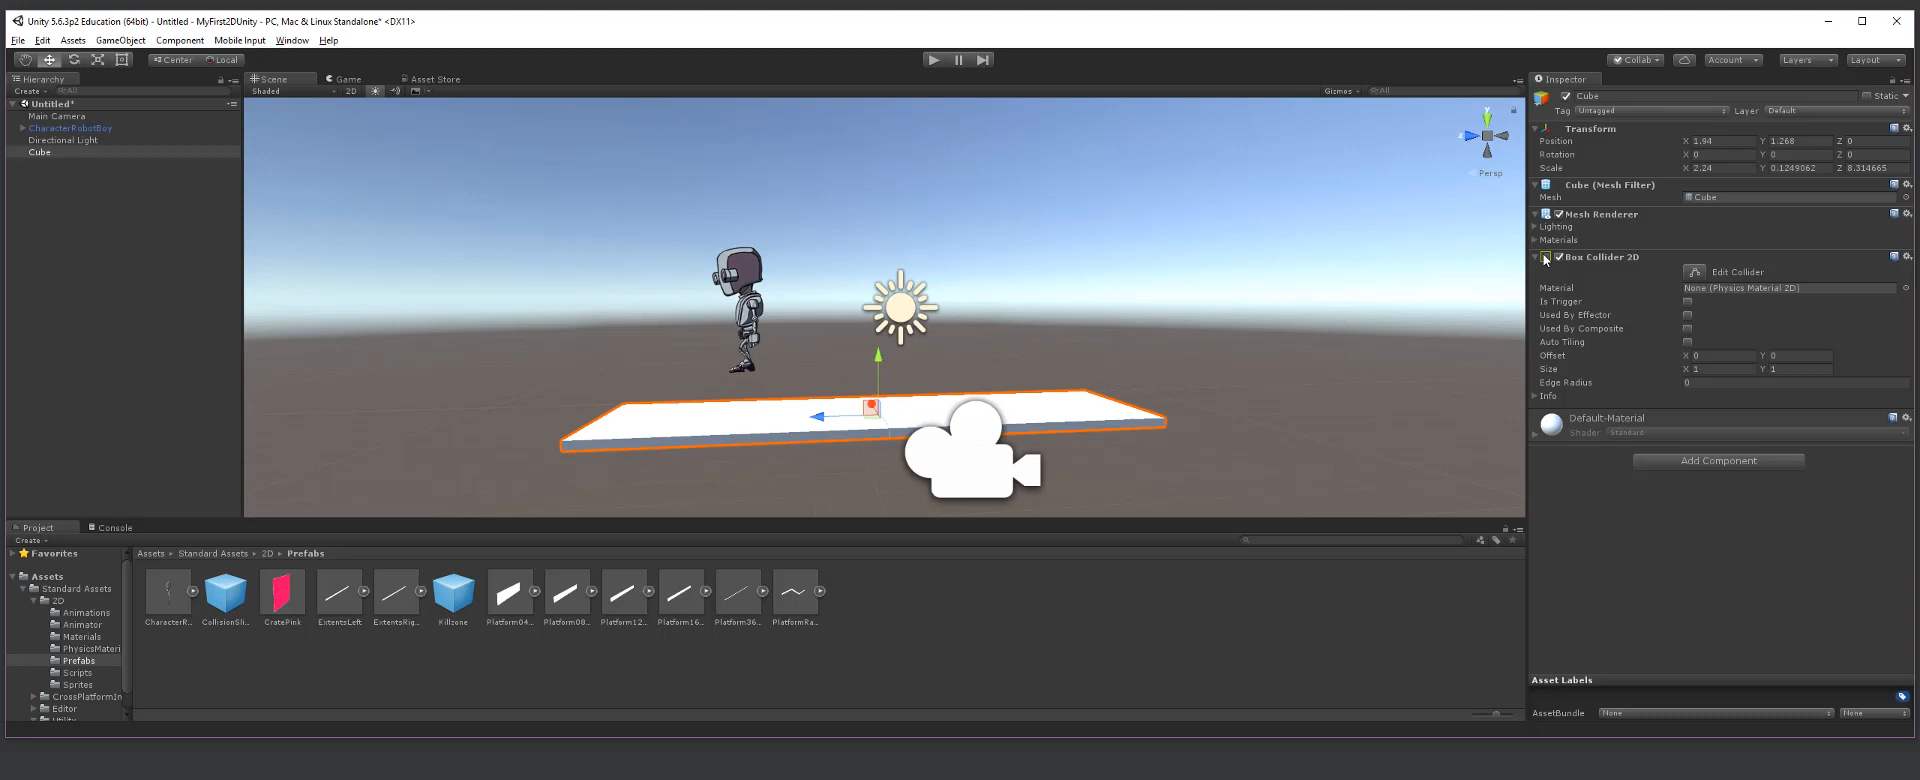 Unity 5.6.3p2 Education (64bit) - Untitled - MyFirst2DUnity - PC, Mac & Linux Standalone* <DX11>
File Edit Assets GameObject Component Mobile Input Window Help
Center Local Collab Account Layers Layout
Hierarchy
Create All
Untitled*
Main Camera
CharacterRobotBoy
Directional Light
Cube
Scene Game Asset Store
Shaded 2D Gizmos All
y
z
< Persp
Inspector
Cube Static
Tag Untagged Layer Default
Transform
Position X 1.94 Y 1.268 Z 0
Rotation X 0 Y 0 Z 0
Scale X 2.24 Y 0.1249062 Z 8.314665
Cube (Mesh Filter)
Mesh Cube
Mesh Renderer
Lighting
Materials
Box Collider 2D
Edit Collider
Material None (Physics Material 2D)
Is Trigger
Used By Effector
Used By Composite
Auto Tiling
Offset X 0 Y 0
Size X 1 Y 1
Edge Radius 0
Info
Default-Material
Shader Standard
Add Component
Asset Labels
AssetBundle None None
Project Console
Create
Favorites
Assets
Standard Assets
2D
Animations
Animator
Materials
PhysicsMateri
Prefabs
Scripts
Sprites
CrossPlatformIn
Editor
Utility
Assets Standard Assets 2D Prefabs
CharacterR... CollisionSli... CratePink ExtentsLeft ExtentsRig... Killzone Platform04... Platform08... Platform12... Platform16... Platform36... PlatformRa...